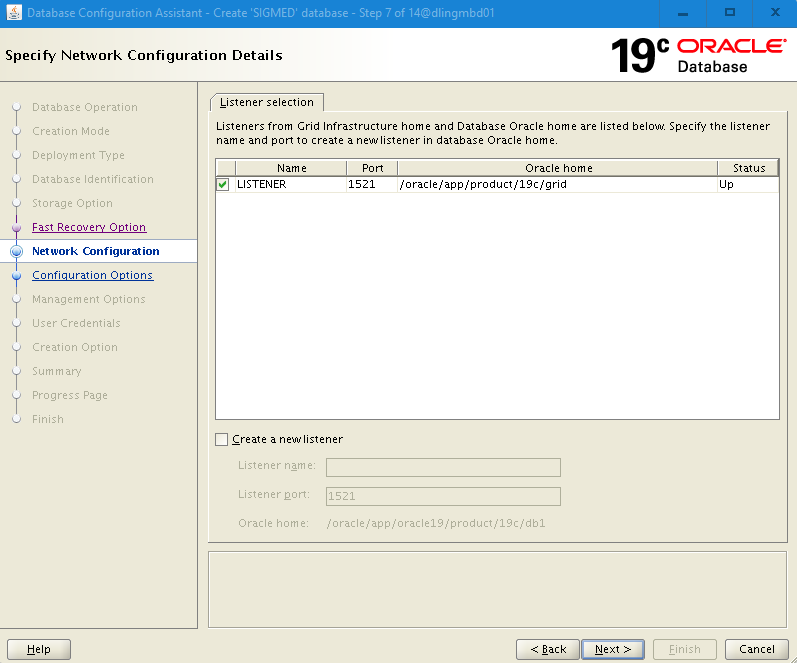 Database Configuration Assistant - Create 'SIGMED' database - Step 7 of 14@dlingmbd01
Specify Network Configuration Details
19c ORACLE Database
Database Operation
Creation Mode
Deployment Type
Database Identification
Storage Option
Fast Recovery Option
Network Configuration
Configuration Options
Management Options
User Credentials
Creation Option
Summary
Progress Page
Finish
Listener selection
Listeners from Grid Infrastructure home and Database Oracle home are listed below. Specify the listener
name and port to create a new listener in database Oracle home.
Name Port Oracle home Status
LISTENER 1521 /oracle/app/product/19c/grid Up
Create a new listener
Listener name:
Listener port: 1521
Oracle home: /oracle/app/oracle19/product/19c/db1
Help < Back Next > Finish Cancel